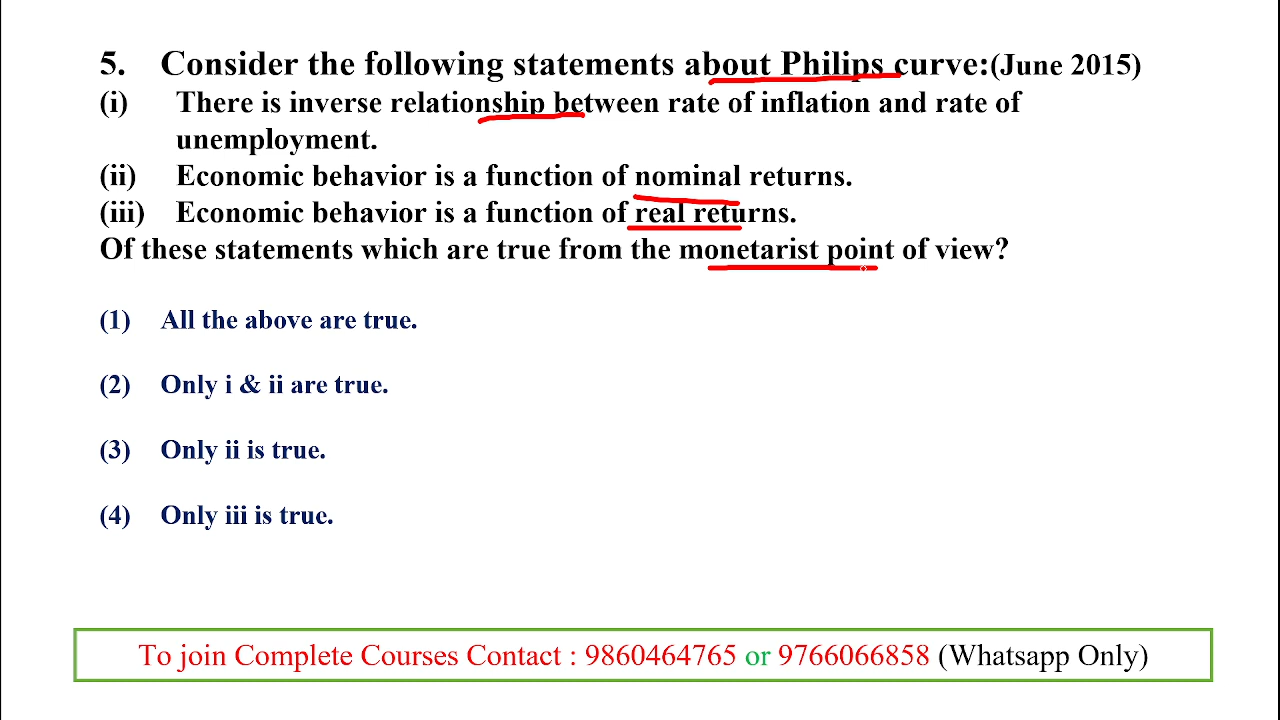 5. Consider the following statements about Philips curve:(June 2015)
(i) There is inverse relationship between rate of inflation and rate of
unemployment.
(ii) Economic behavior is a function of nominal returns.
(iii) Economic behavior is a function of real returns.
Of these statements which are true from the monetarist point of view?
(1) All the above are true.
(2) Only i & ii are true.
(3) Only ii is true.
(4) Only iii is true.
To join Complete Courses Contact : 9860464765 or 9766066858 (Whatsapp Only)